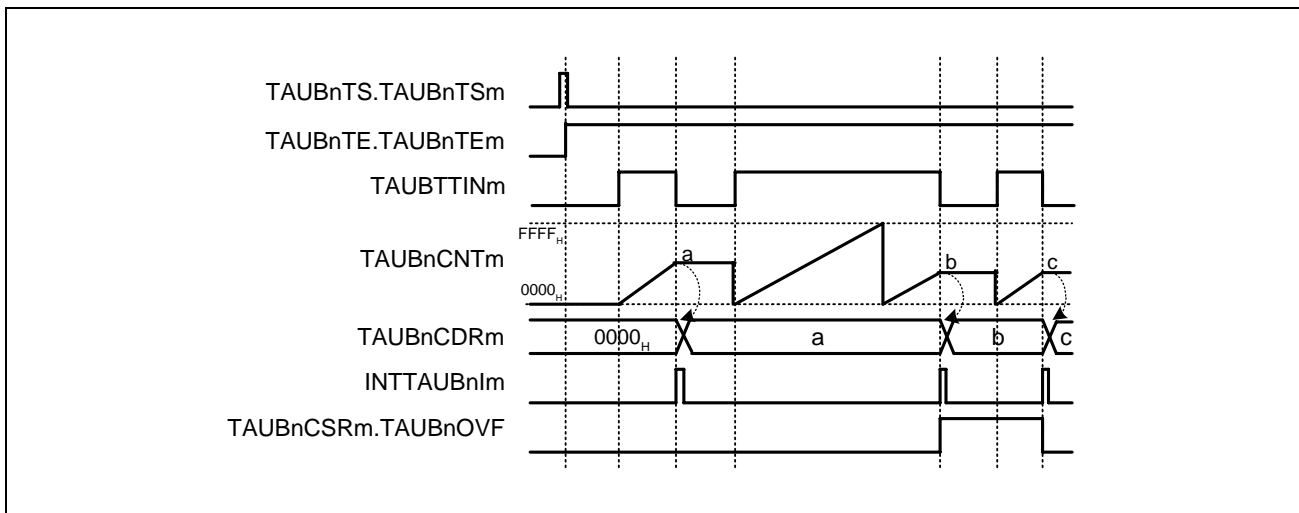 TAUBnTS.TAUBnTSm
TAUBnTE.TAUBnTEm
TAUBTTINm
FFFFH
TAUBnCNTm
a
b
c
0000H
TAUBnCDRm
0000H
a
b
c
INTTAUBnIm
TAUBnCSRm.TAUBnOVF